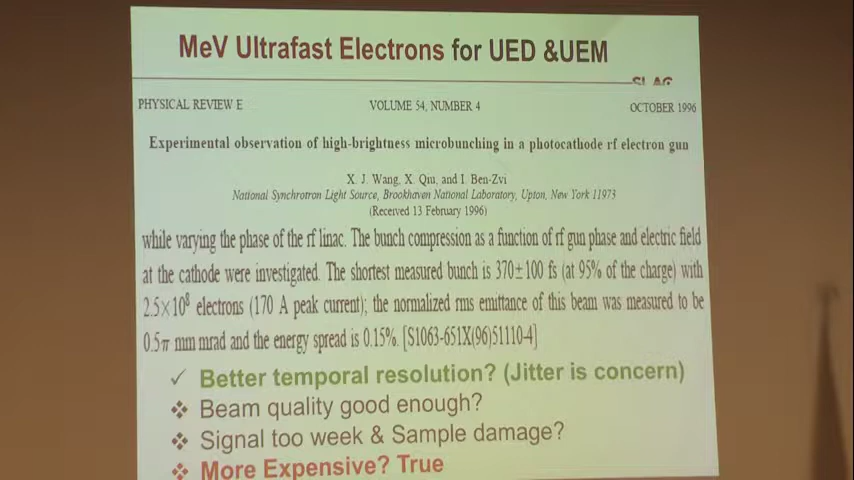 MeV Ultrafast Electrons for UED &UEM
SLAC
PHYSICAL REVIEW E VOLUME 54, NUMBER 4 OCTOBER 1996
Experimental observation of high-brightness microbunching in a photocathode rf electron gun
X. J. Wang, X. Qiu, and I. Ben-Zvi
National Synchrotron Light Source, Brookhaven National Laboratory, Upton, New York 11973
(Received 13 February 1996)
while varying the phase of the rf linac. The bunch compression as a function of rf gun phase and electric field
at the cathode were investigated. The shortest measured bunch is 370±100 fs (at 95% of the charge) with
2.5×10⁸ electrons (170 A peak current); the normalized rms emittance of this beam was measured to be
0.5π mm mrad and the energy spread is 0.15%. [S1063-651X(96)51110-4]
✓ Better temporal resolution? (Jitter is concern)
❖ Beam quality good enough?
❖ Signal too week & Sample damage?
❖ More Expensive? True